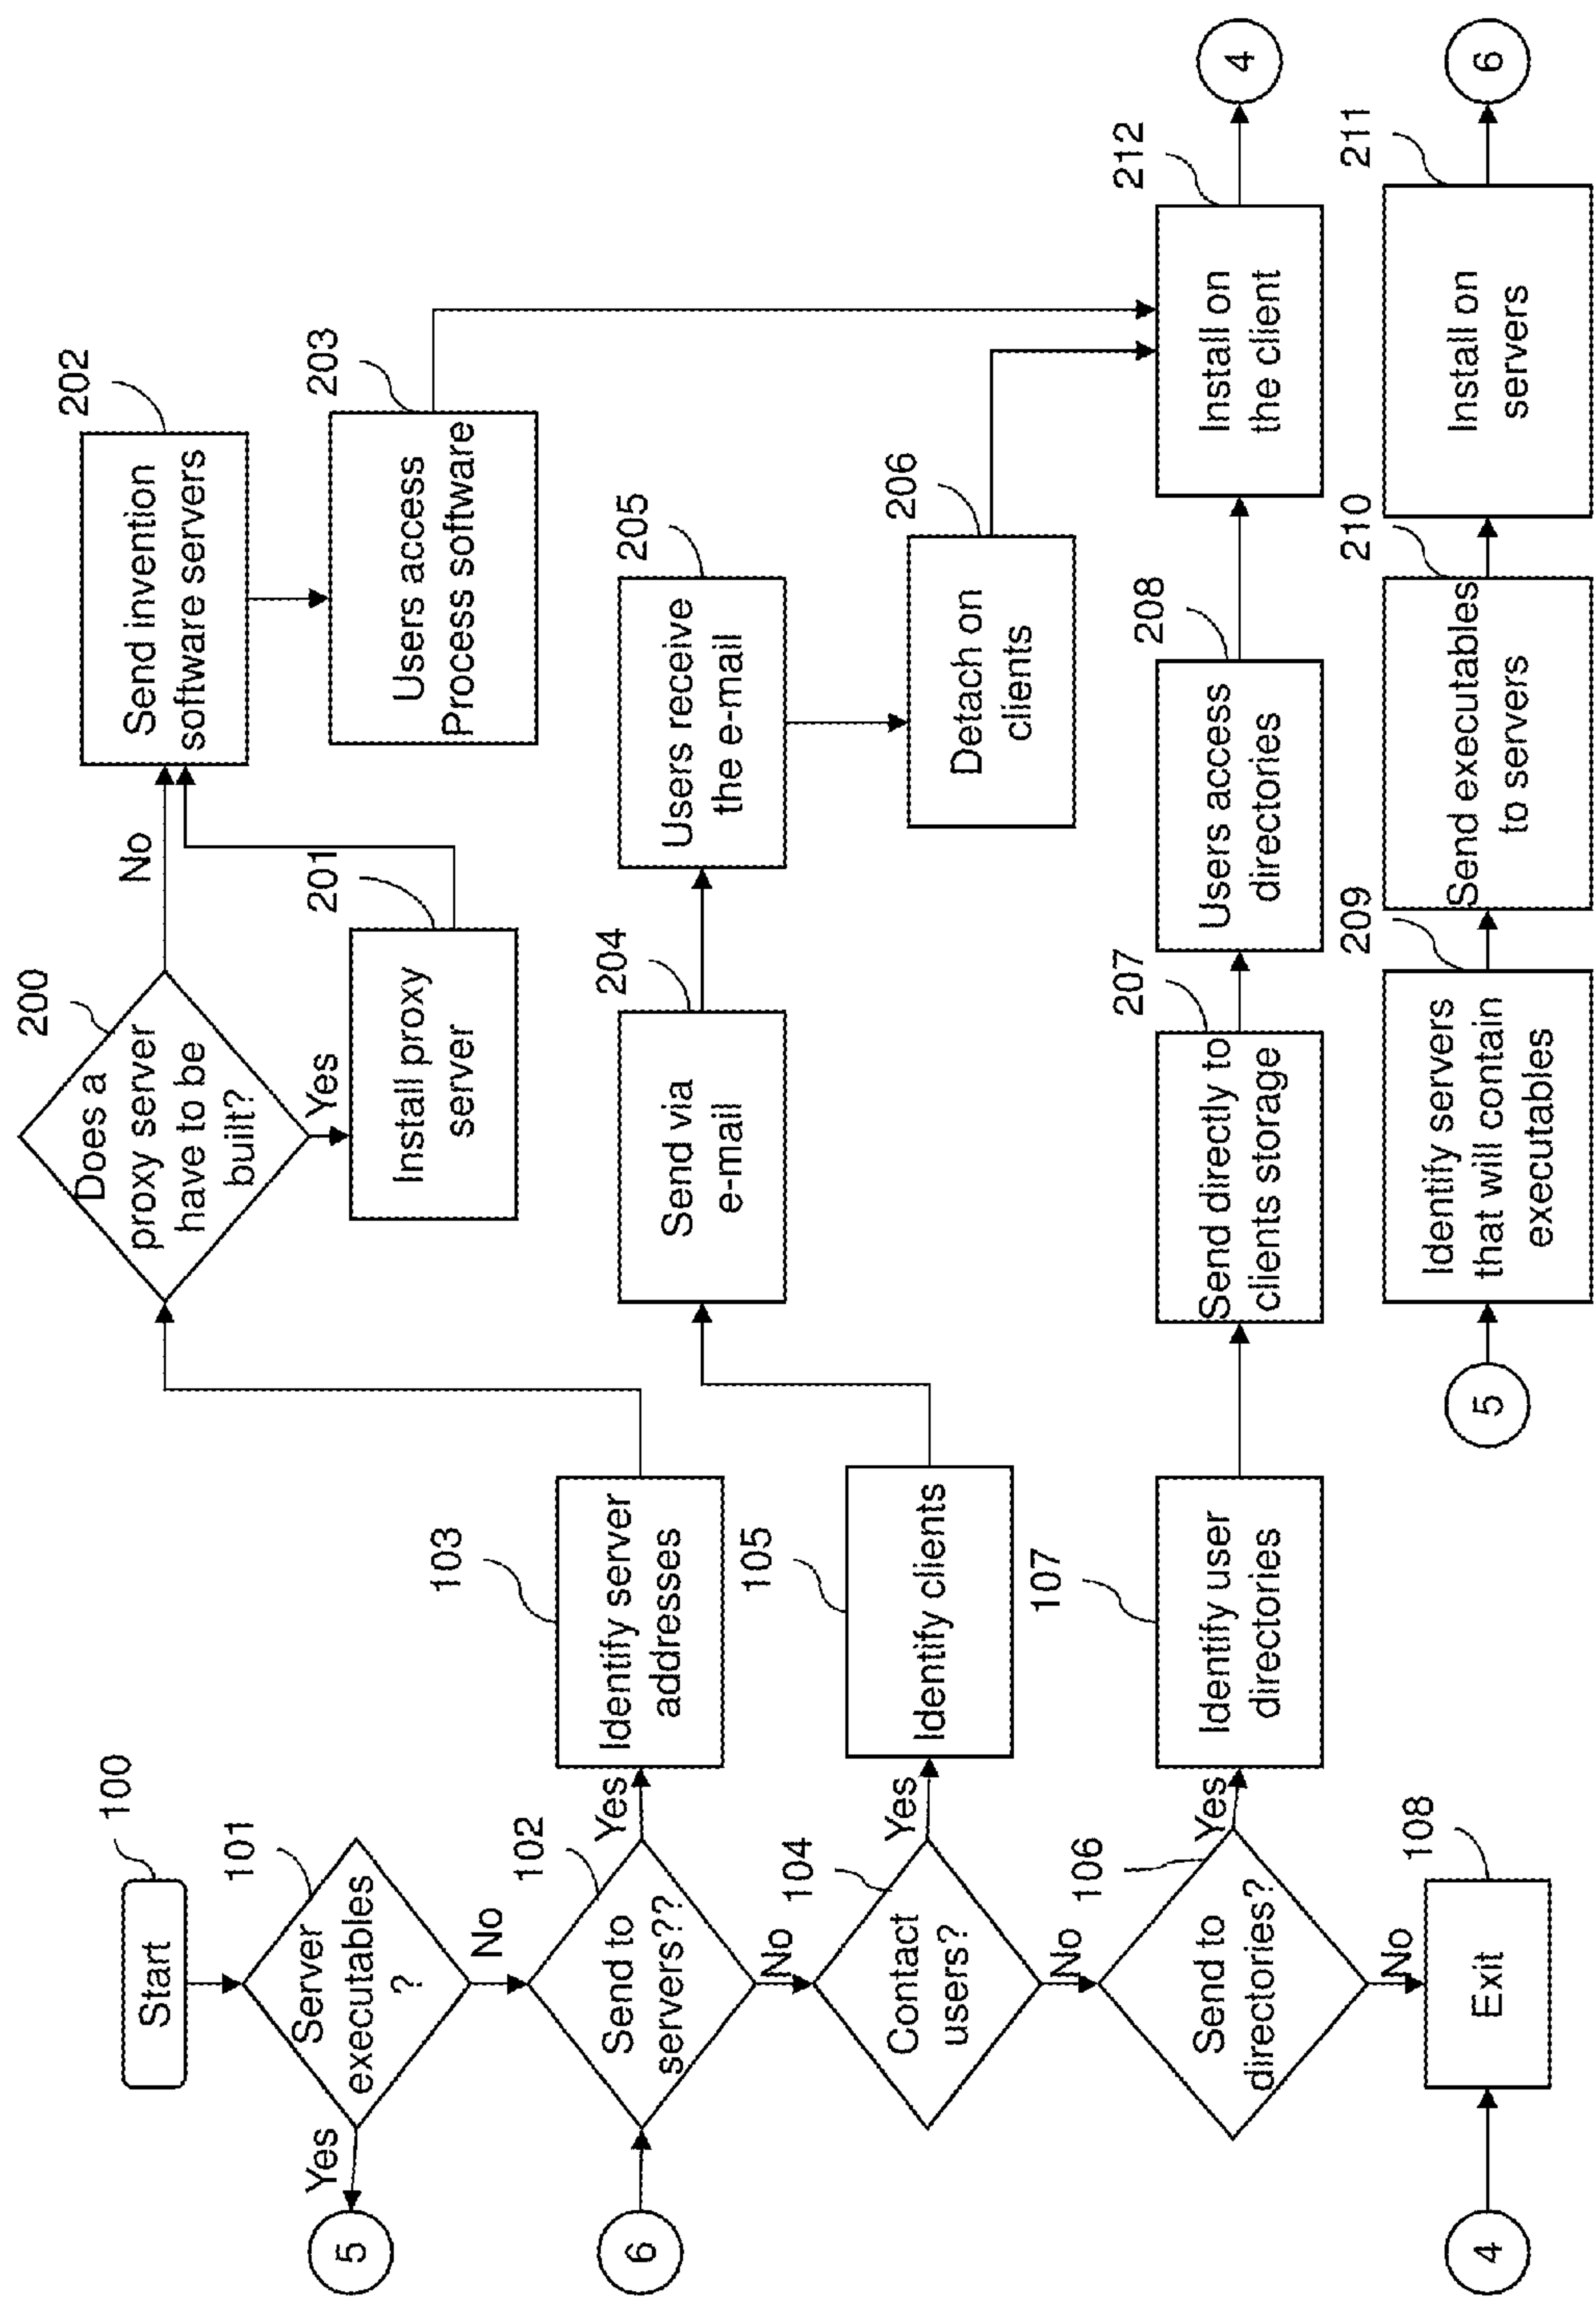 100
Start
101
Server
executables
?
Yes
5
No
102
6
Send to
servers??
Yes
103
Identify server
addresses
No
104
Contact
users?
Yes
105
Identify clients
No
106
Send to
directories?
Yes
107
Identify user
directories
No
108
4
Exit
200
Does a
proxy server
have to be
built?
No
Yes
201
Install proxy
server
202
Send invention
software servers
203
Users access
Process software
204
Send via
e-mail
205
Users receive
the e-mail
206
Detach on
clients
207
Send directly to
clients storage
208
Users access
directories
212
Install on
the client
4
5
209
Identify servers
that will contain
executables
210
Send executables
to servers
211
Install on
servers
6